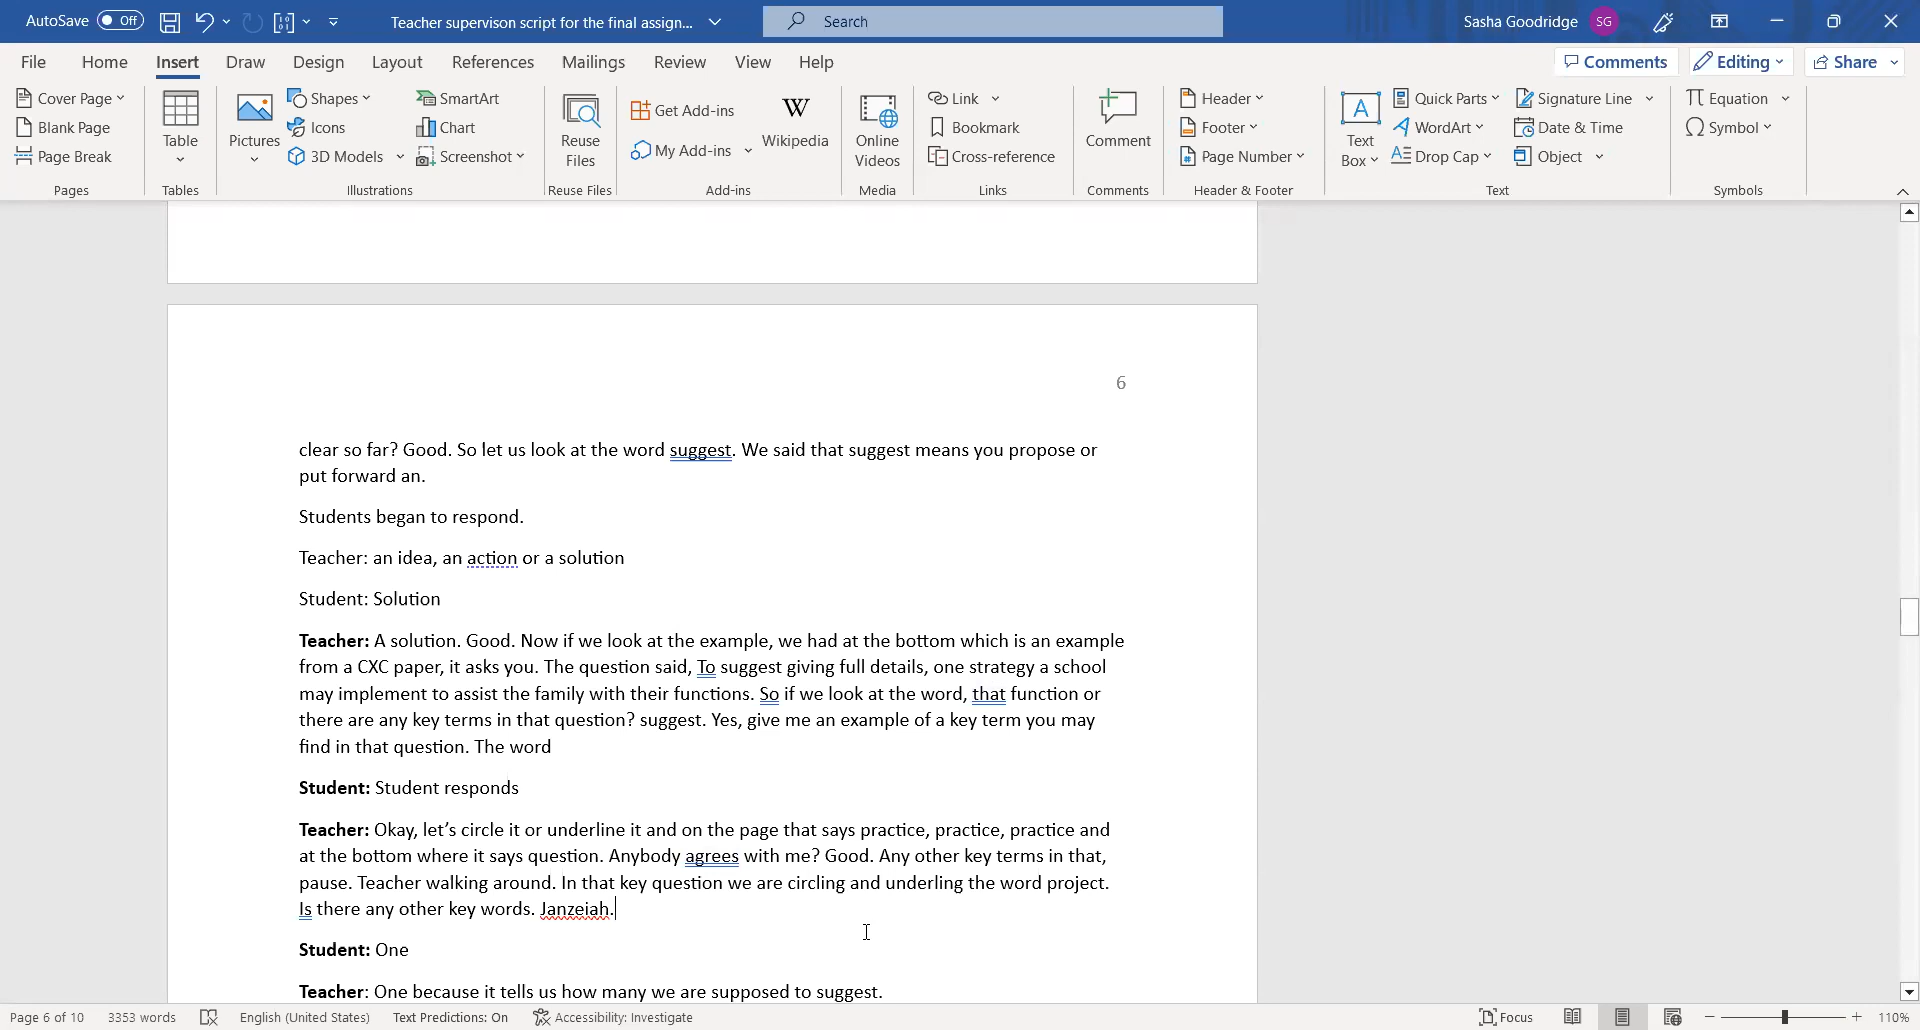 AutoSave Off Teacher supervison script for the final assign... Search Sasha Goodridge SG
File Home Insert Draw Design Layout References Mailings Review View Help Comments Editing Share
Cover Page
Blank Page
Page Break
Pages
Table
Tables
Pictures
Shapes
Icons
3D Models
SmartArt
Chart
Screenshot
Illustrations
Reuse
Files
Reuse Files
Get Add-ins
My Add-ins
W
Wikipedia
Add-ins
Online
Videos
Media
Link
Bookmark
Cross-reference
Links
Comment
Comments
Header
Footer
Page Number
Header & Footer
Text
Box
Quick Parts
WordArt
Drop Cap
Signature Line
Date & Time
Object
Text
Equation
Symbol
Symbols
6
clear so far? Good. So let us look at the word suggest. We said that suggest means you propose or
put forward an.
Students began to respond.
Teacher: an idea, an action or a solution
Student: Solution
Teacher: A solution. Good. Now if we look at the example, we had at the bottom which is an example
from a CXC paper, it asks you. The question said, To suggest giving full details, one strategy a school
may implement to assist the family with their functions. So if we look at the word, that function or
there are any key terms in that question? suggest. Yes, give me an example of a key term you may
find in that question. The word
Student: Student responds
Teacher: Okay, let’s circle it or underline it and on the page that says practice, practice, practice and
at the bottom where it says question. Anybody agrees with me? Good. Any other key terms in that,
pause. Teacher walking around. In that key question we are circling and underling the word project.
Is there any other key words. Janzeiah.
Student: One
Teacher: One because it tells us how many we are supposed to suggest.
Page 6 of 10 3353 words English (United States) Text Predictions: On Accessibility: Investigate Focus 110%